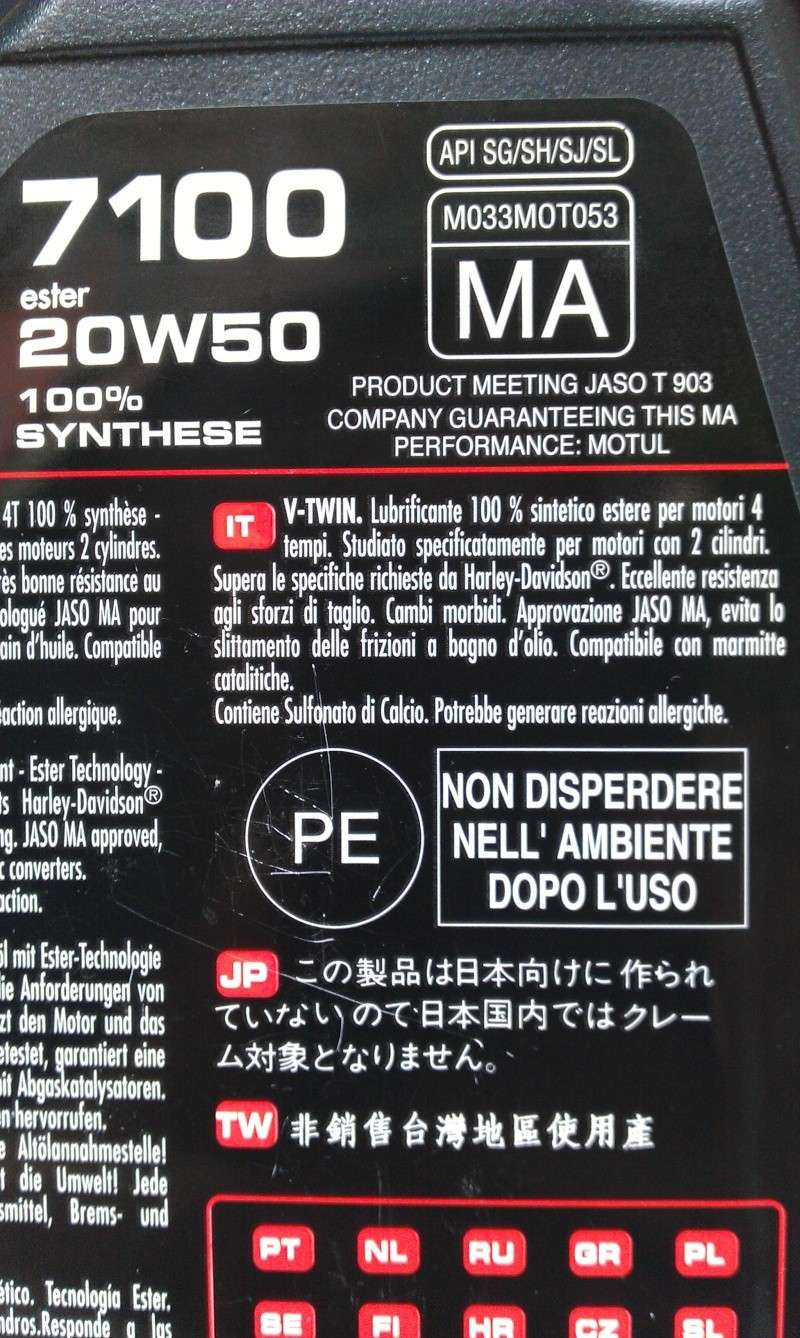 7100
ester
20W50
100%
SYNTHESE
API SG/SH/SJ/SL
M033MOT053
MA
PRODUCT MEETING JASO T 903
COMPANY GUARANTEEING THIS MA
PERFORMANCE: MOTUL
4T 100 % synthèse -
es moteurs 2 cylindres.
ès bonne résistance au
ologué JASO MA pour
ain d'huile. Compatible
action allergique.
nt - Ester Technology -
ts Harley-Davidson®
ng. JASO MA approved,
c converters.
action.
öl mit Ester-Technologie
die Anforderungen von
zt den Motor und das
etestet, garantiert eine
it Abgaskatalysatoren.
n hervorrufen.
e Altölannahmestelle!
t die Umwelt! Jede
smittel, Brems- und
ético. Tecnología Ester.
ndros.Responde a las
IT V-TWIN. Lubrificante 100 % sintetico estere per motori 4
tempi. Studiato specificatamente per motori con 2 cilindri.
Supera le specifiche richieste da Harley-Davidson®. Eccellente resistenza
agli sforzi di taglio. Cambi morbidi. Approvazione JASO MA, evita lo
slittamento delle frizioni a bagno d'olio. Compatibile con marmitte
catalitiche.
Contiene Sulfonato di Calcio. Potrebbe generare reazioni allergiche.
PE
NON DISPERDERE
NELL' AMBIENTE
DOPO L'USO
JP この製品は日本向けに作られ
ていないので日本国内ではクレー
ム対象となりません。
TW 非銷售台灣地區使用產
PT NL RU GR PL
SE FI HR CZ SL